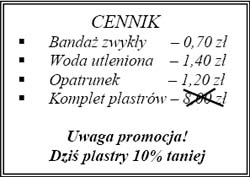 CENNIK
▪ Bandaż zwykły – 0,70 zł
▪ Woda utleniona – 1,40 zł
▪ Opatrunek – 1,20 zł
▪ Komplet plastrów – 8,00 zł
Uwaga promocja!
Dziś plastry 10% taniej